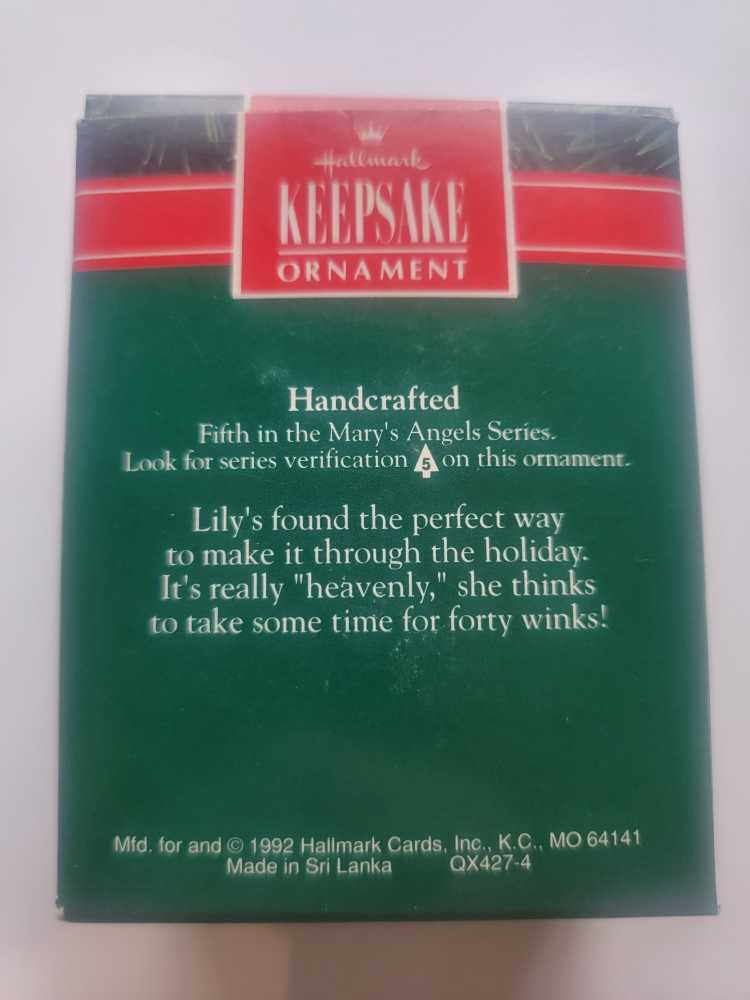 Hallmark
KEEPSAKE
ORNAMENT
Handcrafted
Fifth in the Mary's Angels Series.
Look for series verification 5 on this ornament.
Lily's found the perfect way
to make it through the holiday.
It's really "heavenly," she thinks
to take some time for forty winks!
Mfd. for and © 1992 Hallmark Cards, Inc., K.C., MO 64141
Made in Sri Lanka QX427-4